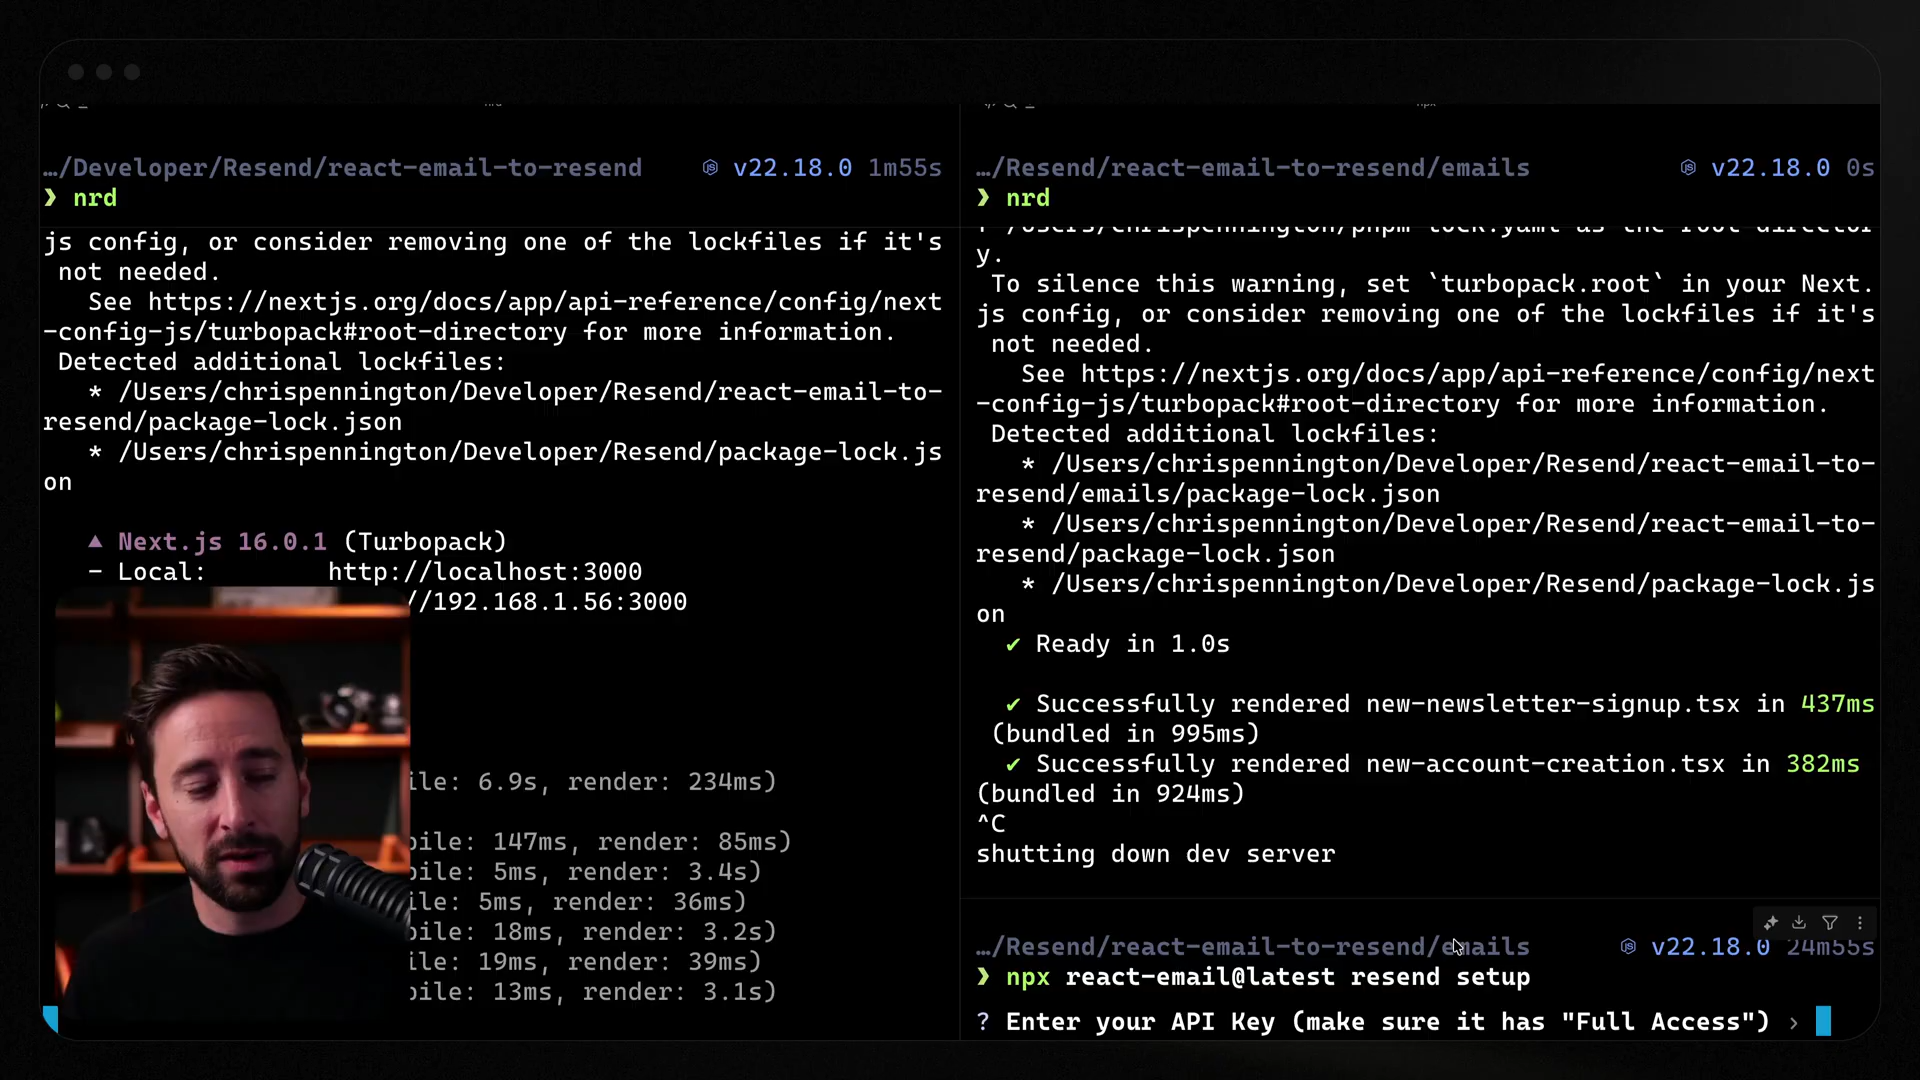 …/Developer/Resend/react-email-to-resend v22.18.0 1m55s
❯ nrd
js config, or consider removing one of the lockfiles if it's
not needed.
See https://nextjs.org/docs/app/api-reference/config/next
-config-js/turbopack#root-directory for more information.
Detected additional lockfiles:
* /Users/chrispennington/Developer/Resend/react-email-to-
resend/package-lock.json
* /Users/chrispennington/Developer/Resend/package-lock.js
on
▲ Next.js 16.0.1 (Turbopack)
- Local: http://localhost:3000
//192.168.1.56:3000
ile: 6.9s, render: 234ms)
pile: 147ms, render: 85ms)
pile: 5ms, render: 3.4s)
ile: 5ms, render: 36ms)
pile: 18ms, render: 3.2s)
ile: 19ms, render: 39ms)
pile: 13ms, render: 3.1s)
…/Resend/react-email-to-resend/emails v22.18.0 0s
❯ nrd
/Users/chrispennington/pnpm-lock.yaml as the root director
y.
To silence this warning, set `turbopack.root` in your Next.
js config, or consider removing one of the lockfiles if it's
not needed.
See https://nextjs.org/docs/app/api-reference/config/next
-config-js/turbopack#root-directory for more information.
Detected additional lockfiles:
* /Users/chrispennington/Developer/Resend/react-email-to-
resend/emails/package-lock.json
* /Users/chrispennington/Developer/Resend/react-email-to-
resend/package-lock.json
* /Users/chrispennington/Developer/Resend/package-lock.js
on
✔ Ready in 1.0s
✔ Successfully rendered new-newsletter-signup.tsx in 437ms
(bundled in 995ms)
✔ Successfully rendered new-account-creation.tsx in 382ms
(bundled in 924ms)
^C
shutting down dev server
…/Resend/react-email-to-resend/emails v22.18.0 24m55s
❯ npx react-email@latest resend setup
? Enter your API Key (make sure it has "Full Access") ›